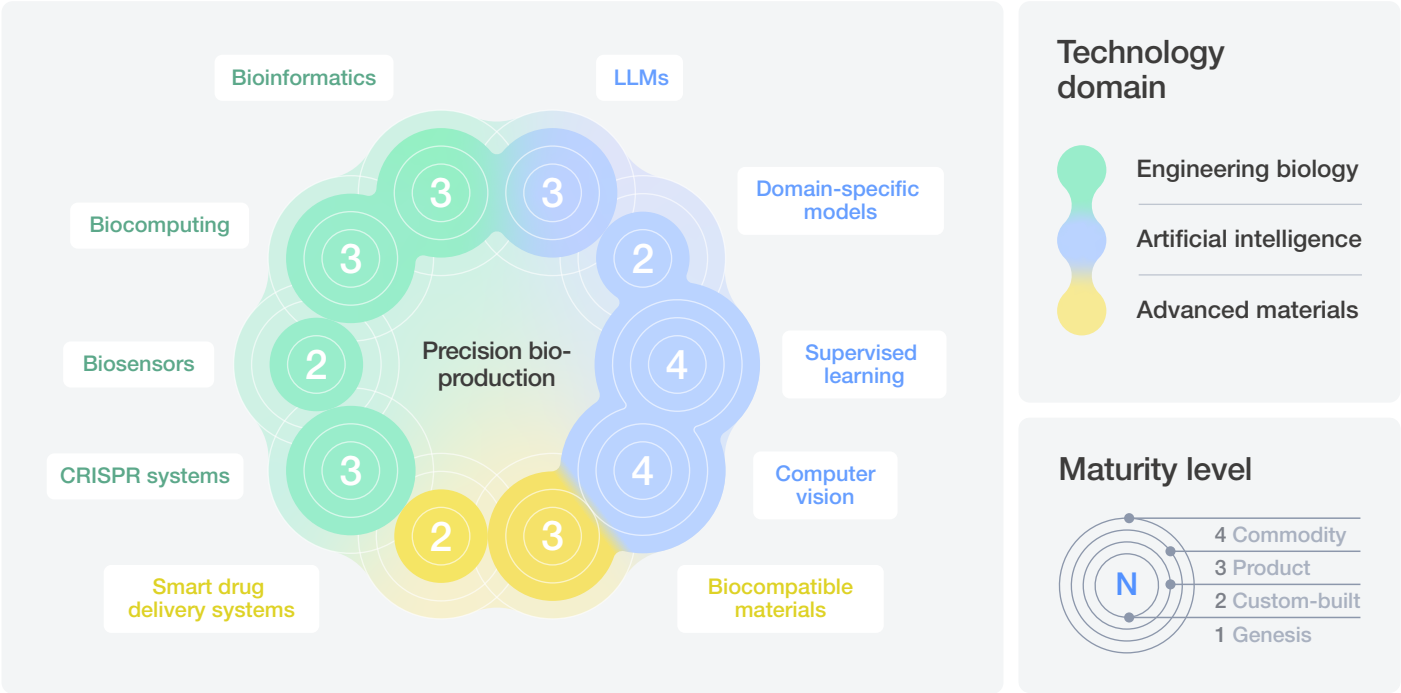 Bioinformatics
LLMs
Domain-specific
models
Supervised
learning
Computer
vision
Biocompatible
materials
Smart drug
delivery systems
CRISPR systems
Biosensors
Biocomputing
3
3
2
4
4
3
2
3
2
3
Precision bio-
production
Technology
domain
Engineering biology
Artificial intelligence
Advanced materials
Maturity level
N
4 Commodity
3 Product
2 Custom-built
1 Genesis